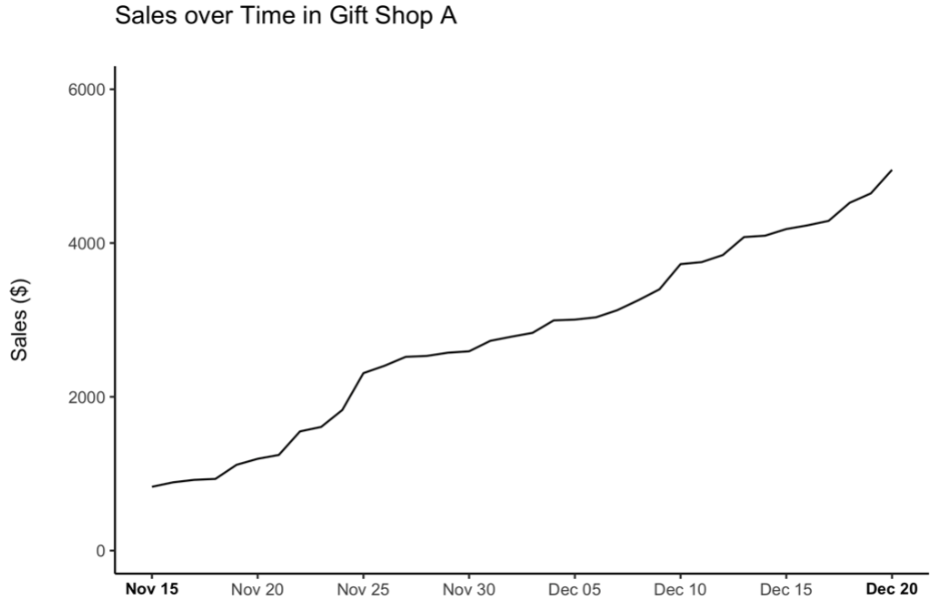 Sales over Time in Gift Shop A
6000
4000
2000
0
Sales ($)
Nov 15 Nov 20 Nov 25 Nov 30 Dec 05 Dec 10 Dec 15 Dec 20